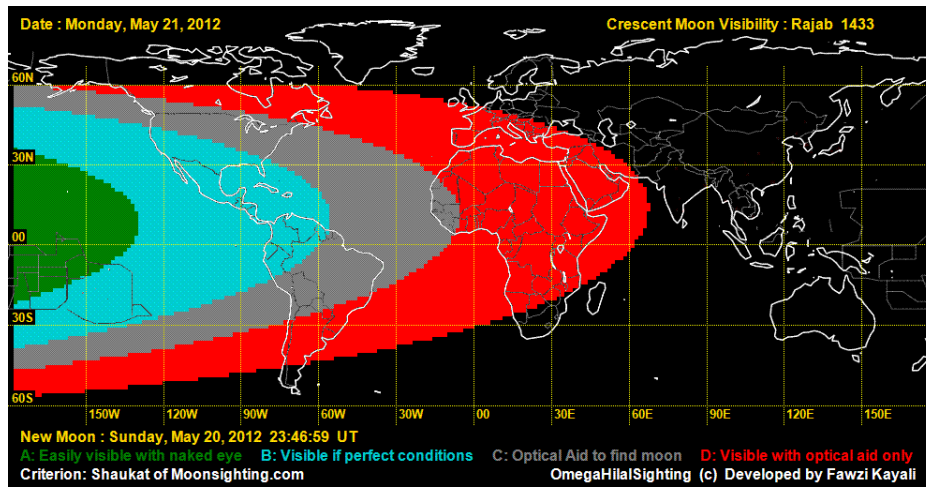 Date : Monday, May 21, 2012 Crescent Moon Visibility : Rajab 1433
60N
30N
00
30S
60S
150W 120W 90W 60W 30W 00 30E 60E 90E 120E 150E
New Moon : Sunday, May 20, 2012 23:46:59 UT
A: Easily visible with naked eye B: Visible if perfect conditions C: Optical Aid to find moon D: Visible with optical aid only
Criterion: Shaukat of Moonsighting.com OmegaHilalSighting (c) Developed by Fawzi Kayali